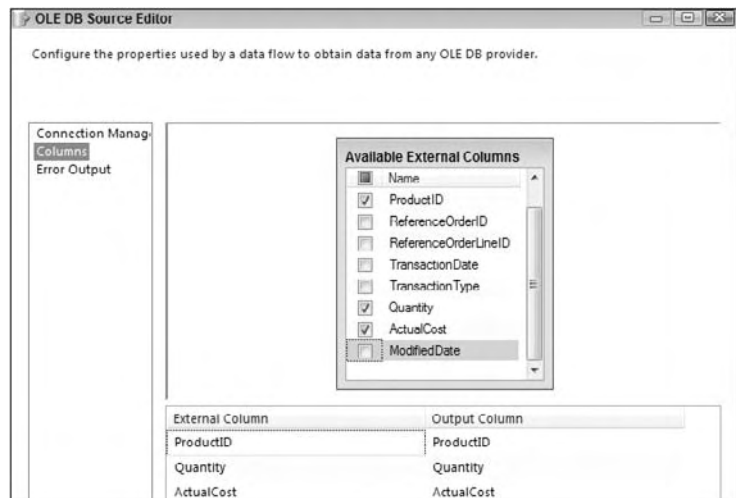 OLE DB Source Editor
Configure the properties used by a data flow to obtain data from any OLE DB provider.
Connection Manag
Columns
Error Output
Available External Columns
Name
ProductID
ReferenceOrderID
ReferenceOrderLineID
TransactionDate
TransactionType
Quantity
ActualCost
ModifiedDate
External Column Output Column
ProductID ProductID
Quantity Quantity
ActualCost ActualCost